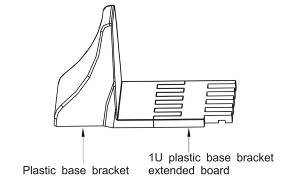 Plastic base bracket
1U plastic base bracket
extended board